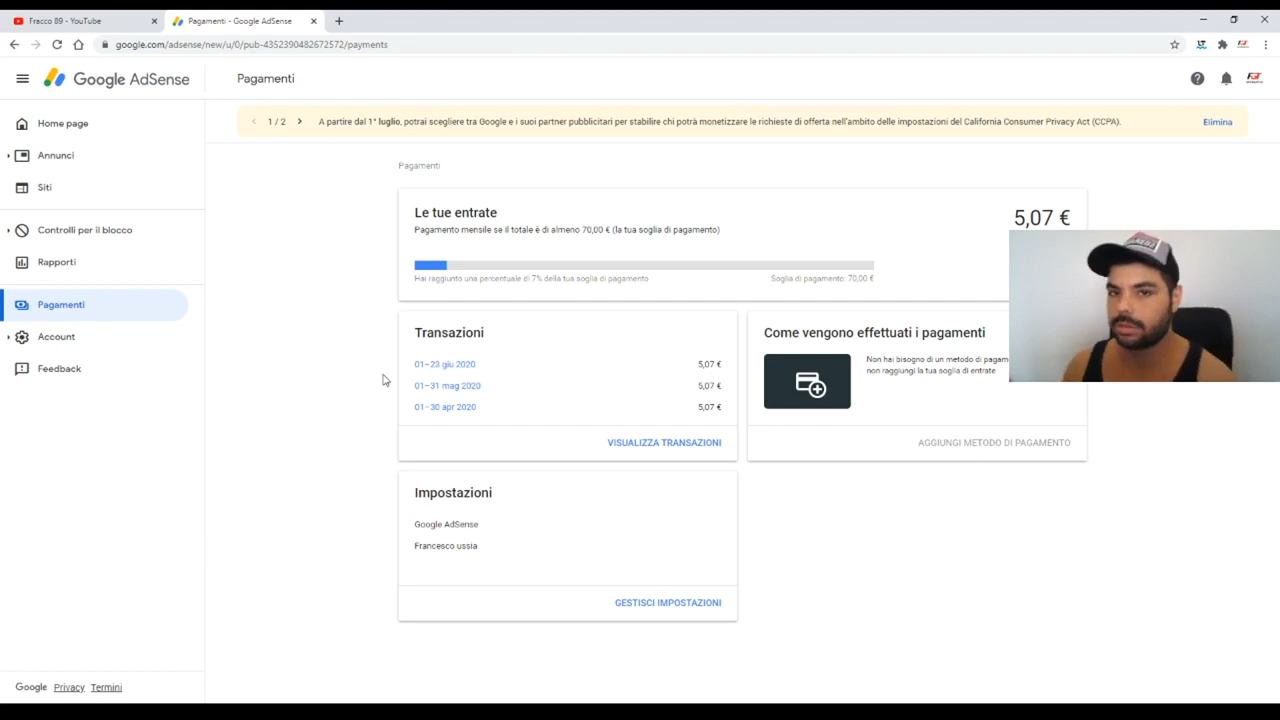 Fracco 89 - YouTube
Pagamenti - Google AdSense
google.com/adsense/new/u/0/pub-4352390482672572/payments
Google AdSense
Pagamenti
Home page
Annunci
Siti
Controlli per il blocco
Rapporti
Pagamenti
Account
Feedback
Google Privacy Termini
1 / 2
A partire dal 1° luglio, potrai scegliere tra Google e i suoi partner pubblicitari per stabilire chi potrà monetizzare le richieste di offerta nell'ambito delle impostazioni del California Consumer Privacy Act (CCPA).
Elimina
Pagamenti
Le tue entrate
5,07 €
Pagamento mensile se il totale è di almeno 70,00 € (la tua soglia di pagamento)
Hai raggiunto una percentuale di 7% della tua soglia di pagamento
Soglia di pagamento: 70,00 €
Transazioni
01–23 giu 2020 5,07 €
01–31 mag 2020 5,07 €
01–30 apr 2020 5,07 €
VISUALIZZA TRANSAZIONI
Come vengono effettuati i pagamenti
Non hai bisogno di un metodo di pagam
non raggiungi la tua soglia di entrate
AGGIUNGI METODO DI PAGAMENTO
Impostazioni
Google AdSense
Francesco ussia
GESTISCI IMPOSTAZIONI